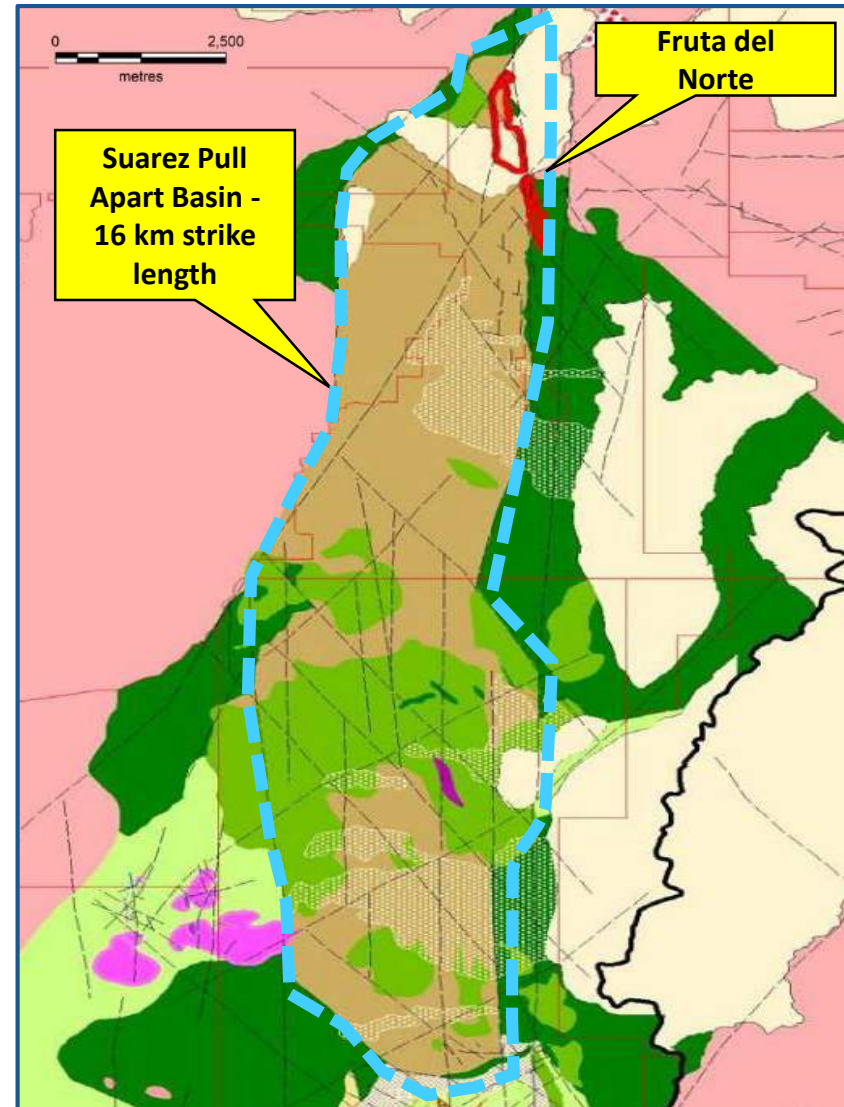 0 2,500
metres
Fruta del
Norte
Suarez Pull
Apart Basin -
16 km strike
length